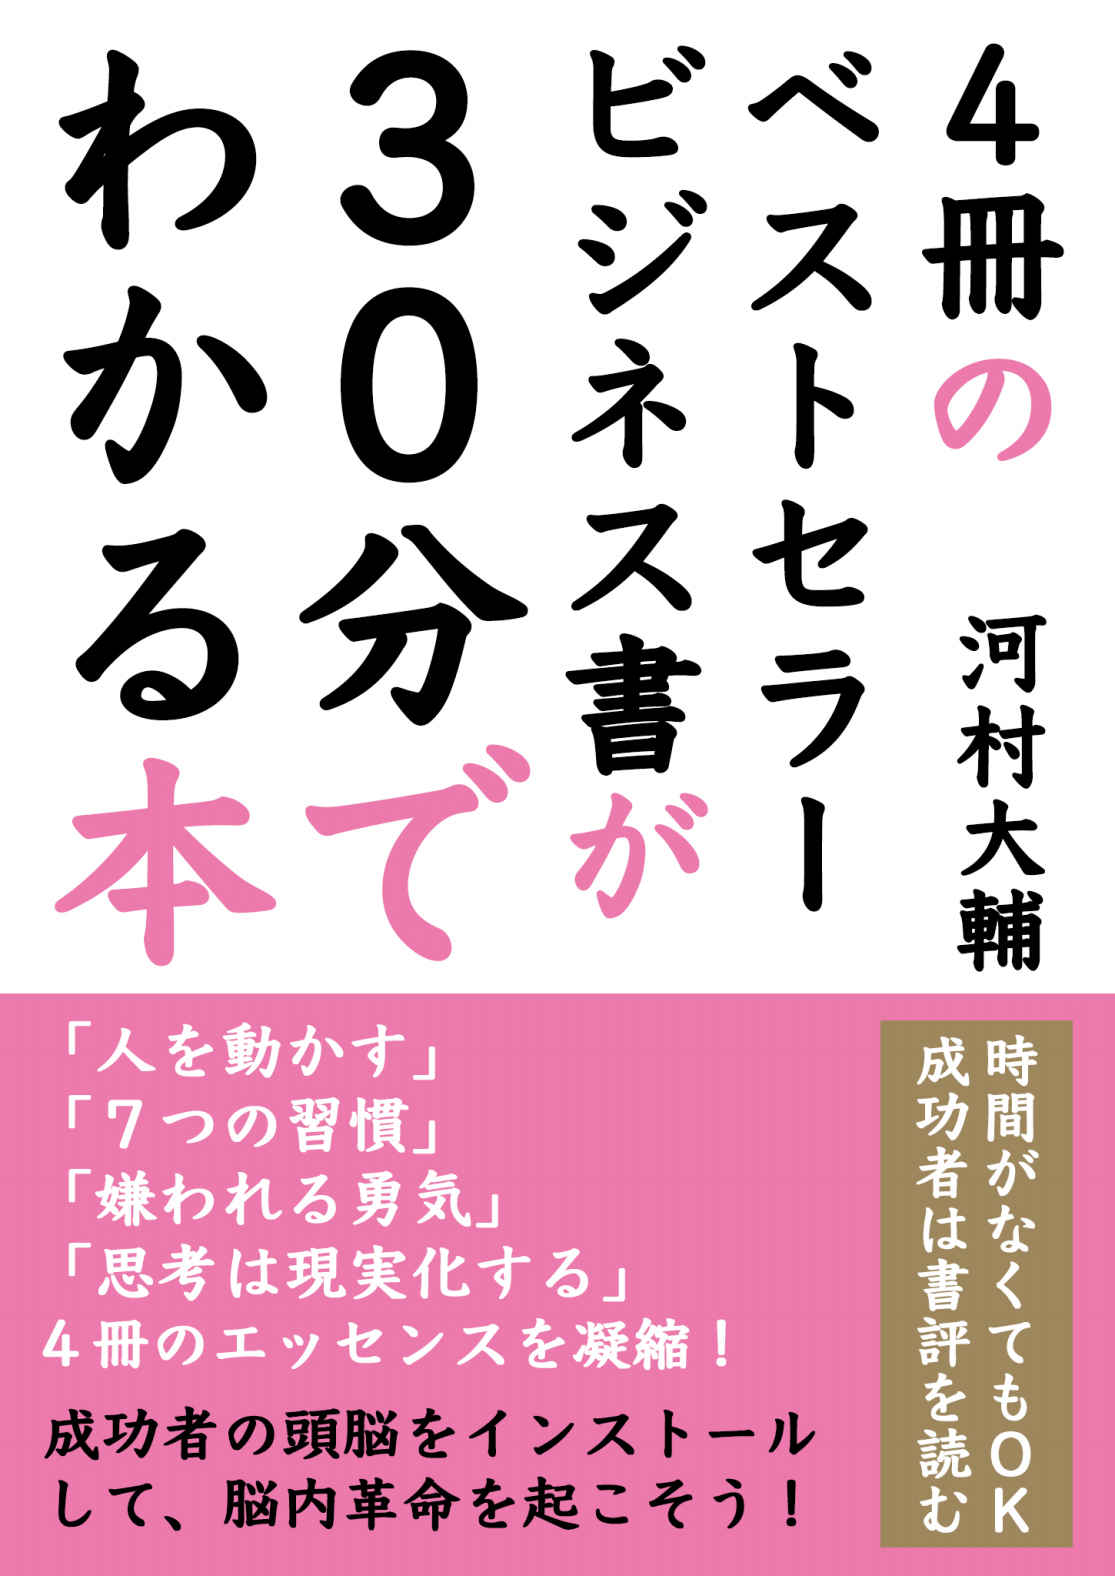 4冊の
ベストセラー
ビジネス書が
30分で
わかる本
河村大輔
時間がなくてもOK
成功者は書評を読む
「人を動かす」
「7つの習慣」
「嫌われる勇気」
「思考は現実化する」
4冊のエッセンスを凝縮！
成功者の頭脳をインストール
して、脳内革命を起こそう！